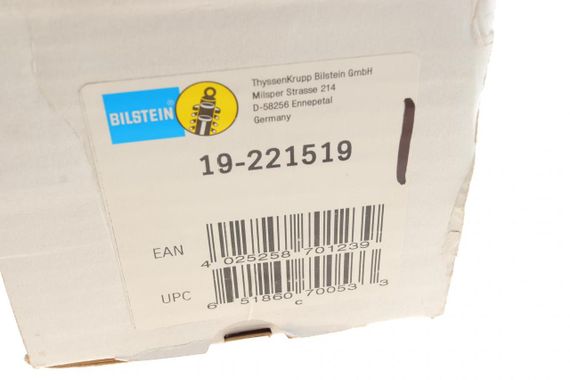 ThyssenKrupp Bilstein GmbH
Milsper Strasse 214
D-58256 Ennepetal
Germany
BILSTEIN
19-221519
EAN
4 025258 701239
UPC
6 51860 70053 3
c